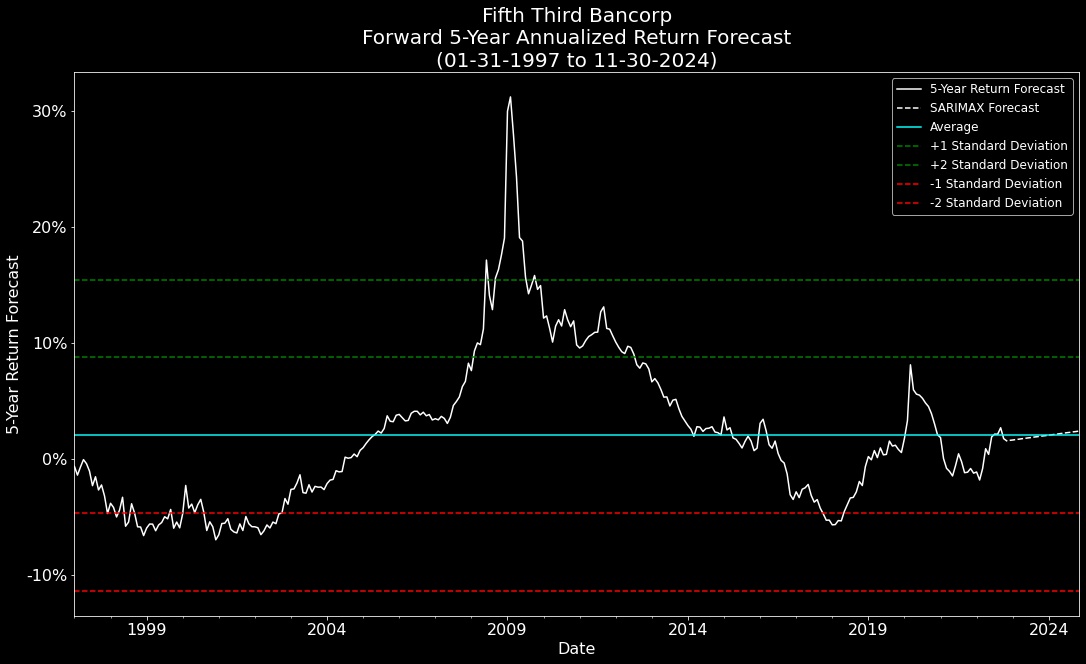 Fifth Third Bancorp
Forward 5-Year Annualized Return Forecast
(01-31-1997 to 11-30-2024)
5-Year Return Forecast
SARIMAX Forecast
Average
+1 Standard Deviation
+2 Standard Deviation
-1 Standard Deviation
-2 Standard Deviation
5-Year Return Forecast
30%
20%
10%
0%
-10%
1999 2004 2009 2014 2019 2024
Date